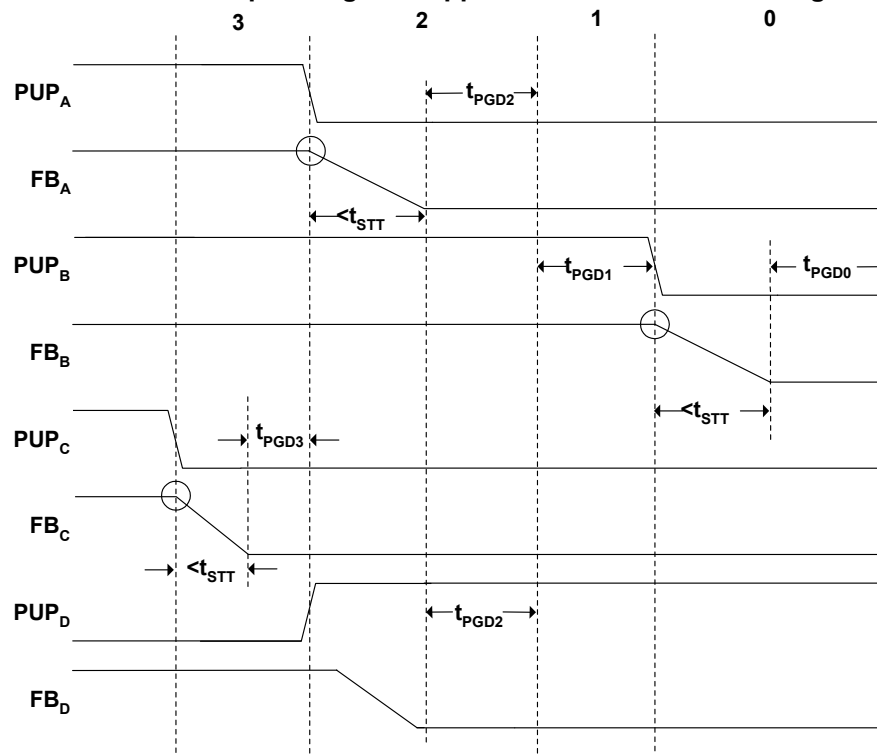 3 2 1 0
PUP_A
t_PGD2
FB_A
<t_STT
PUP_B
t_PGD1
t_PGD0
FB_B
<t_STT
PUP_C
t_PGD3
FB_C
<t_STT
PUP_D
t_PGD2
FB_D